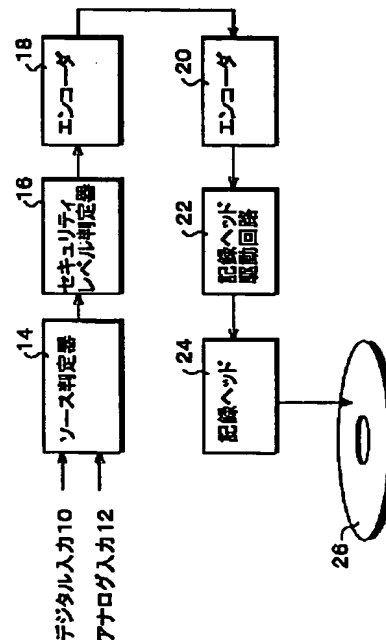 デジタル入力10
アナログ入力12
14
ソース判定器
16
セキュリティ
レベル判定器
18
エンコーダ
20
エンコーダ
22
記録ヘッド
駆動回路
24
記録ヘッド
26